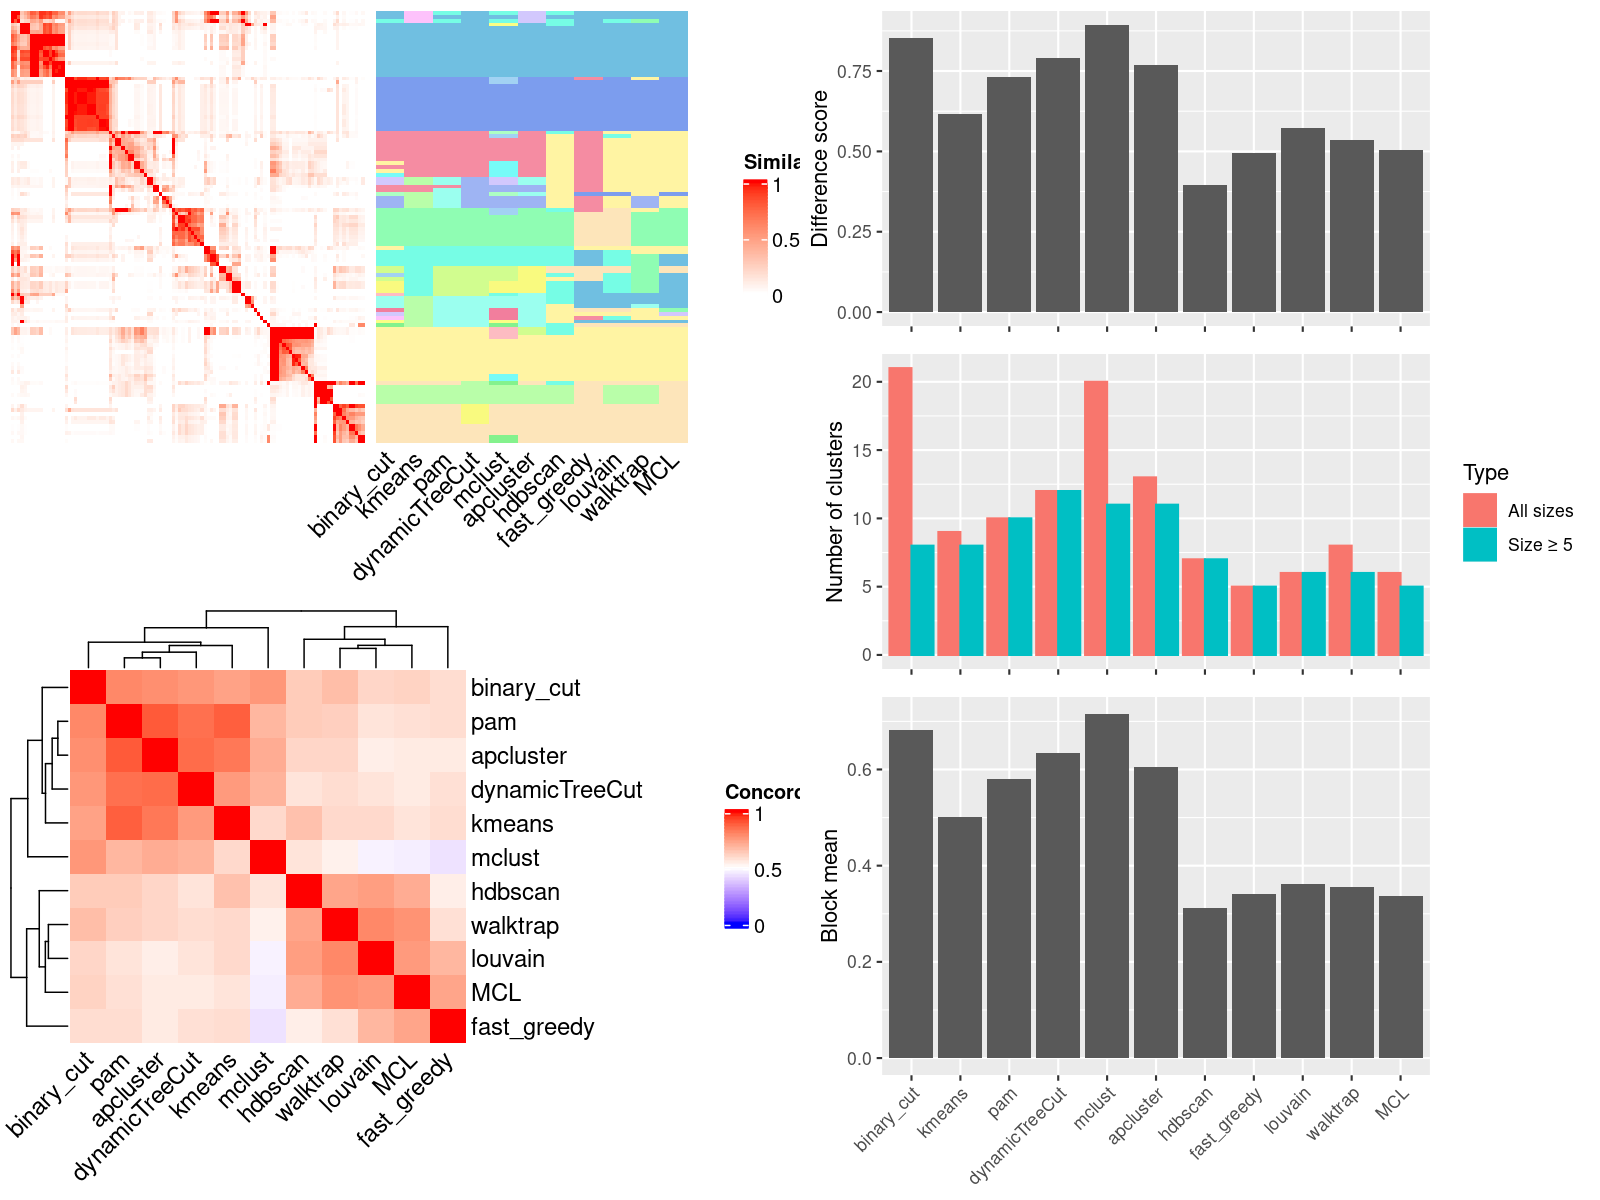 Simila
1
0.5
0
binary_cut
kmeans
pam
dynamicTreeCut
mclust
apcluster
hdbscan
fast_greedy
louvain
walktrap
MCL
binary_cut
pam
apcluster
dynamicTreeCut
kmeans
mclust
hdbscan
walktrap
louvain
MCL
fast_greedy
binary_cut
pam
apcluster
dynamicTreeCut
kmeans
mclust
hdbscan
walktrap
louvain
MCL
fast_greedy
Concord
1
0.5
0
Difference score
0.75
0.50
0.25
0.00
Number of clusters
20
15
10
5
0
Type
All sizes
Size ≥ 5
Block mean
0.6
0.4
0.2
0.0
binary_cut
kmeans
pam
dynamicTreeCut
mclust
apcluster
hdbscan
fast_greedy
louvain
walktrap
MCL